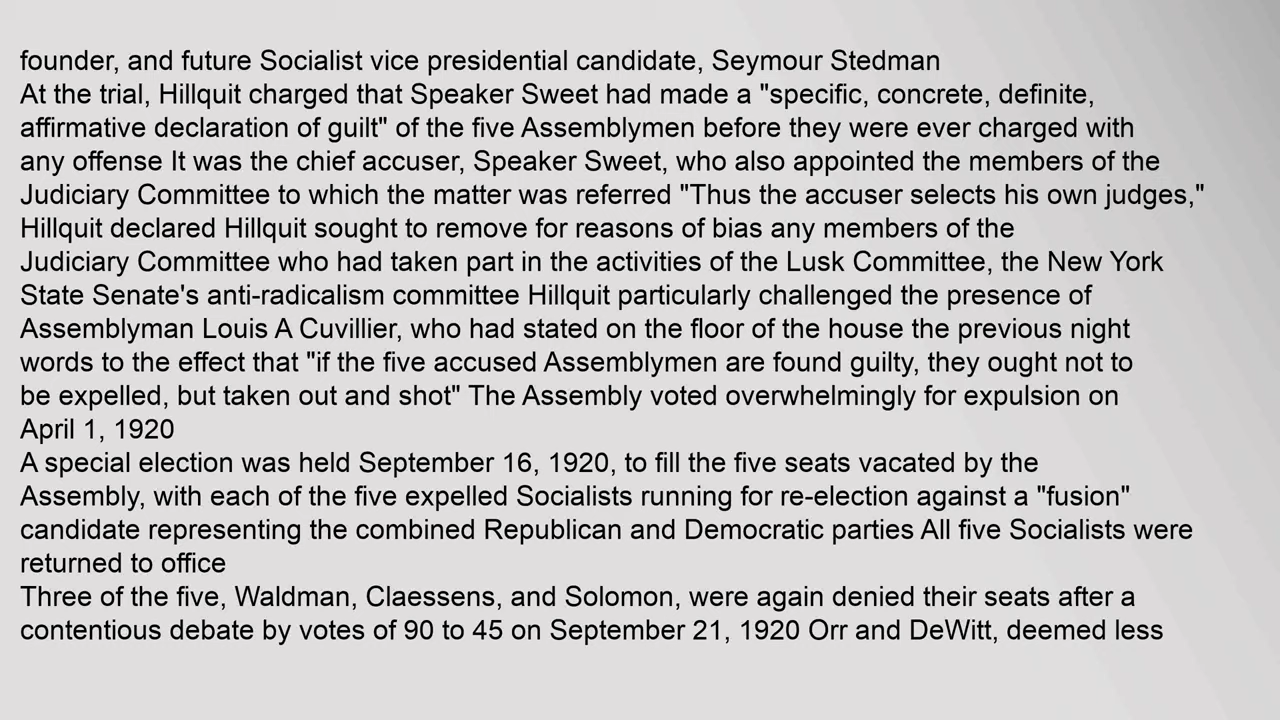 founder, and future Socialist vice presidential candidate, Seymour Stedman
At the trial, Hillquit charged that Speaker Sweet had made a "specific, concrete, definite,
affirmative declaration of guilt" of the five Assemblymen before they were ever charged with
any offense It was the chief accuser, Speaker Sweet, who also appointed the members of the
Judiciary Committee to which the matter was referred "Thus the accuser selects his own judges,"
Hillquit declared Hillquit sought to remove for reasons of bias any members of the
Judiciary Committee who had taken part in the activities of the Lusk Committee, the New York
State Senate's anti-radicalism committee Hillquit particularly challenged the presence of
Assemblyman Louis A Cuvillier, who had stated on the floor of the house the previous night
words to the effect that "if the five accused Assemblymen are found guilty, they ought not to
be expelled, but taken out and shot" The Assembly voted overwhelmingly for expulsion on
April 1, 1920
A special election was held September 16, 1920, to fill the five seats vacated by the
Assembly, with each of the five expelled Socialists running for re-election against a "fusion"
candidate representing the combined Republican and Democratic parties All five Socialists were
returned to office
Three of the five, Waldman, Claessens, and Solomon, were again denied their seats after a
contentious debate by votes of 90 to 45 on September 21, 1920 Orr and DeWitt, deemed less